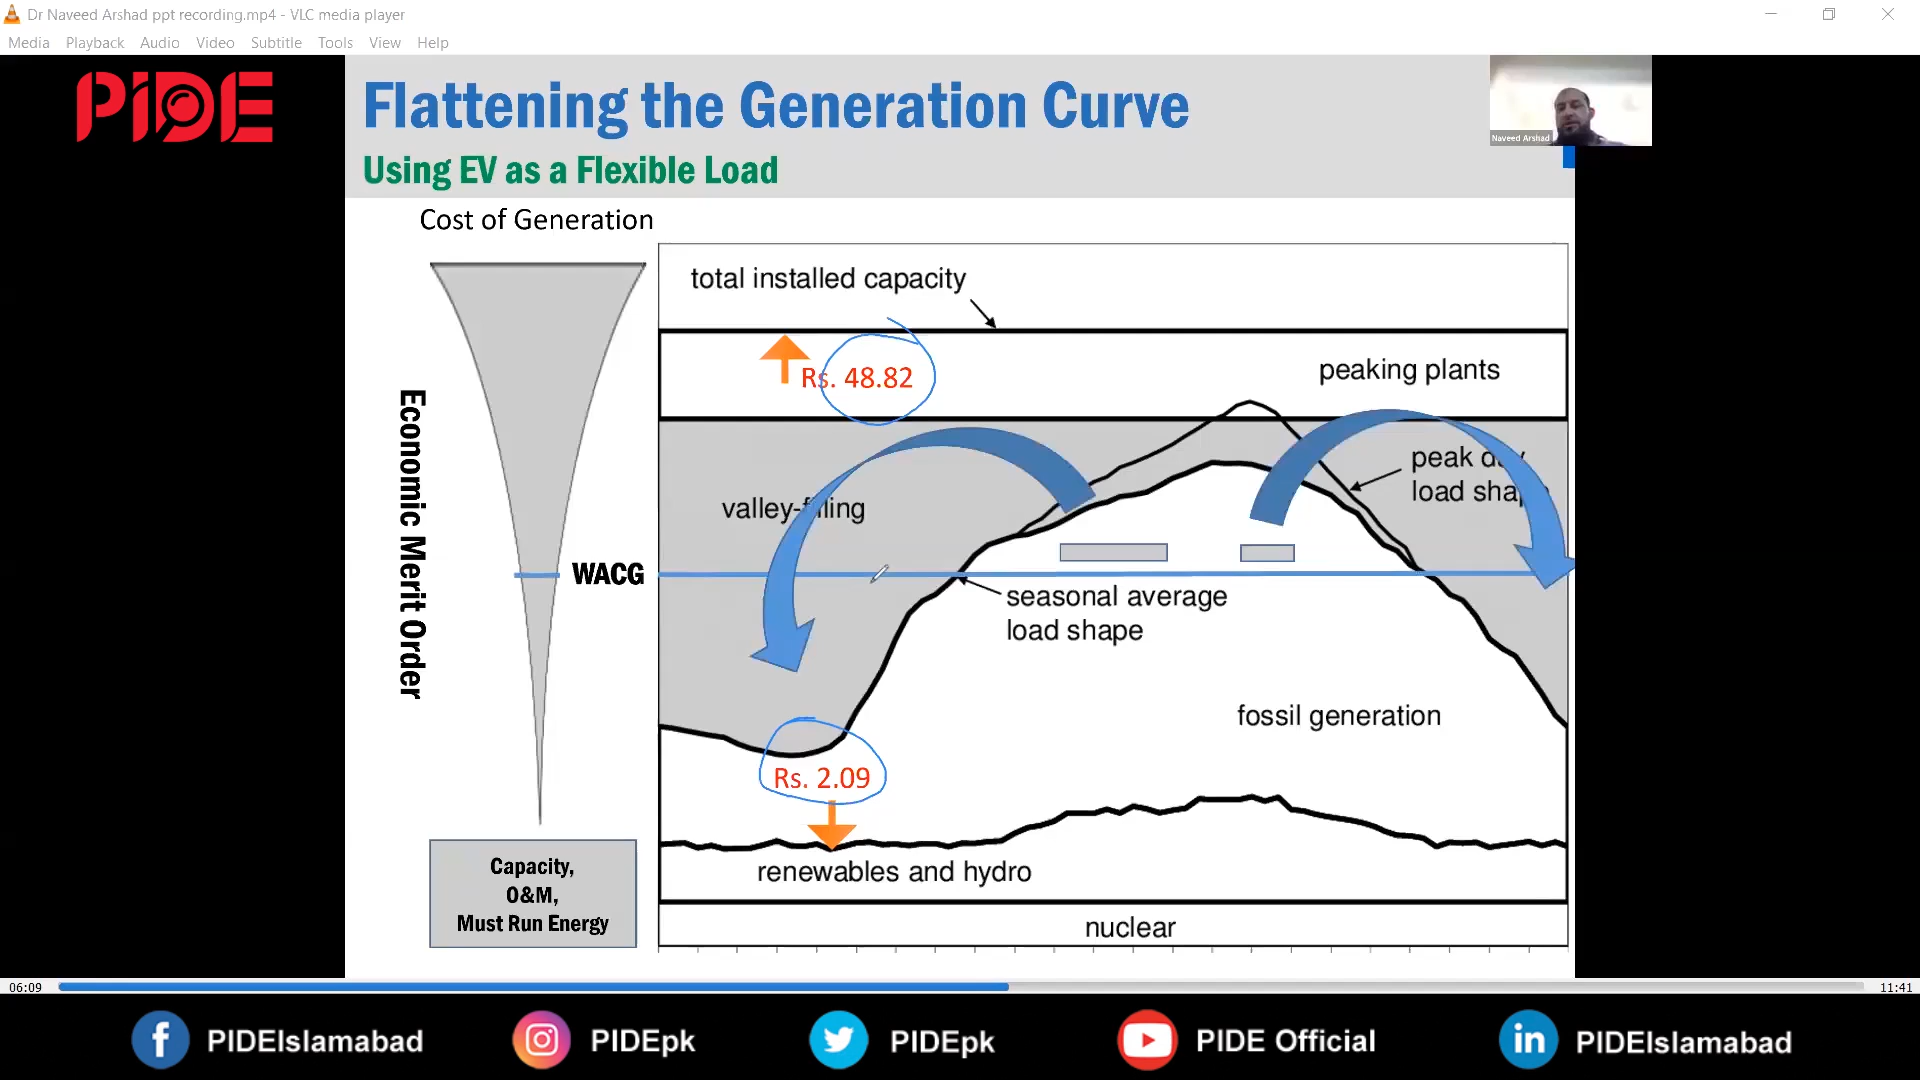 Dr Naveed Arshad ppt recording.mp4 - VLC media player
Media Playback Audio Video Subtitle Tools View Help
PIDE
Flattening the Generation Curve
Using EV as a Flexible Load
Naveed Arshad
Cost of Generation
total installed capacity
Rs. 48.82
peaking plants
Economic Merit Order
peak day
load shape
valley-filling
WACG
seasonal average
load shape
fossil generation
Rs. 2.09
Capacity,
O&M,
Must Run Energy
renewables and hydro
nuclear
06:09
11:41
PIDEIslamabad
PIDEpk
PIDEpk
PIDE Official
PIDEIslamabad